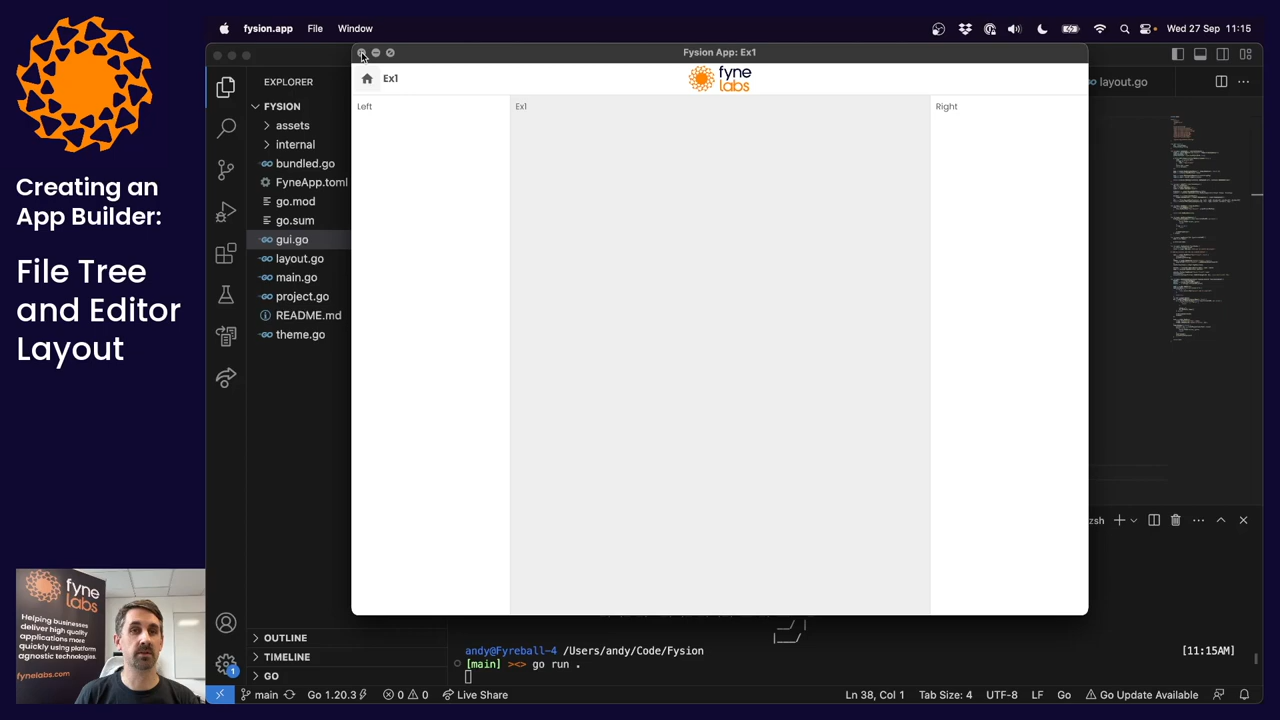 Creating an
App Builder:
File Tree
and Editor
Layout
fyne
labs
Helping businesses
deliver high quality
applications more
quickly using platform
agnostic technologies.
fynelabs.com
fysion.app File Window
Wed 27 Sep 11:15
Fysion App: Ex1
Ex1
fyne
labs
Left
Ex1
Right
EXPLORER
FYSION
assets
internal
bundled.go
FyneApp.toml
go.mod
go.sum
gui.go
layout.go
main.go
project.go
README.md
theme.go
OUTLINE
TIMELINE
GO
layout.go
zsh
andy@Fyreball-4 /Users/andy/Code/Fysion
[11:15AM]
[main] ><> go run .
1
main Go 1.20.3 0 0 Live Share
Ln 38, Col 1 Tab Size: 4 UTF-8 LF Go Go Update Available